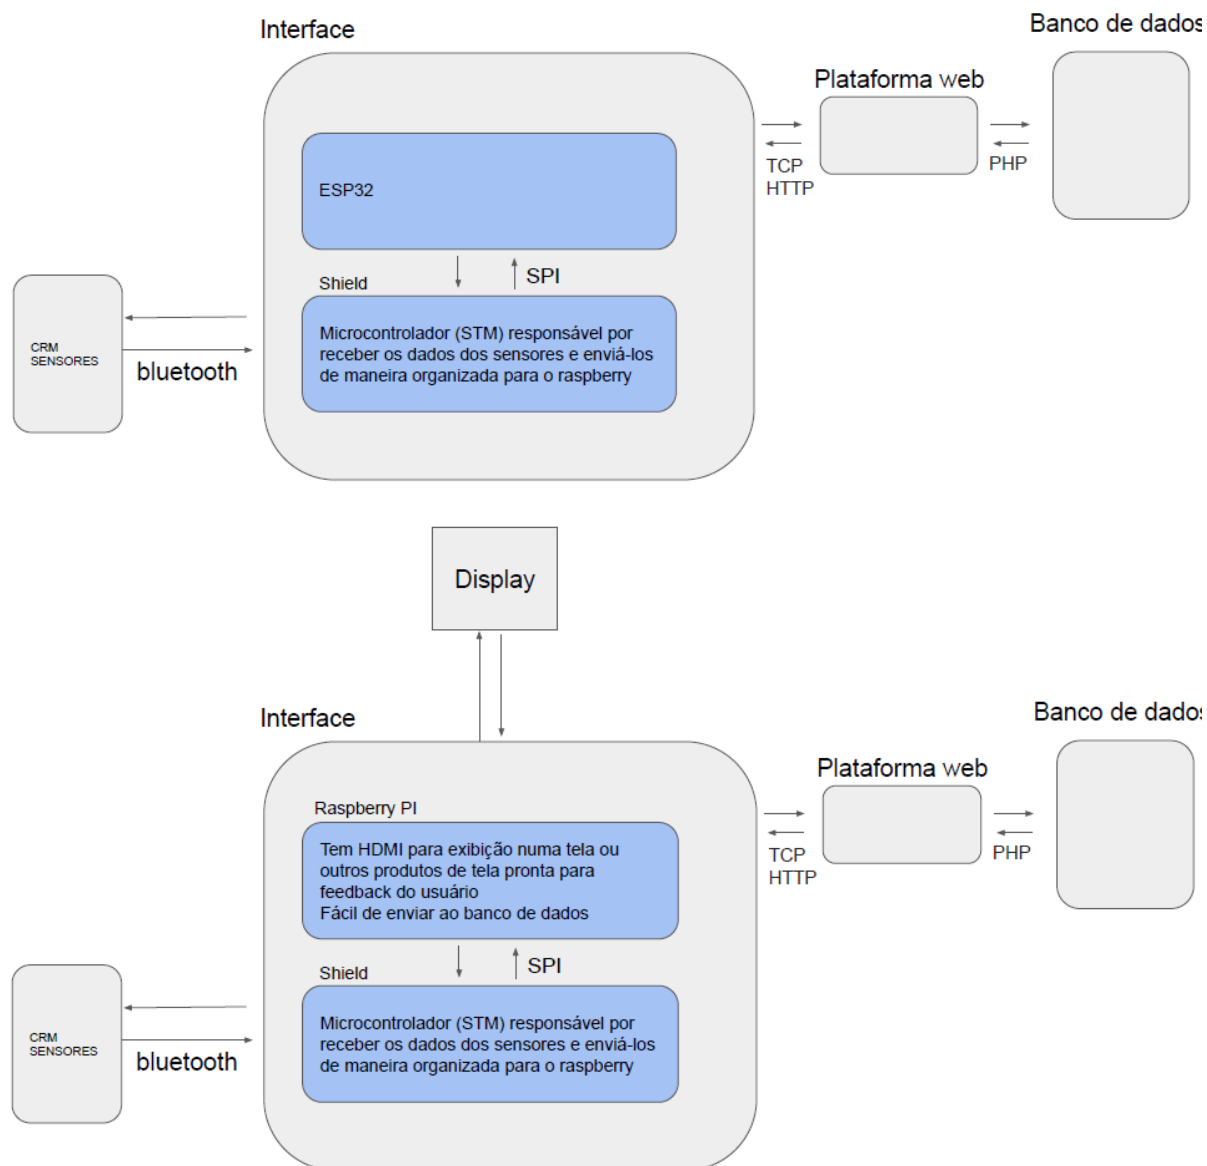 Interface
Banco de dados
Plataforma web
ESP32
TCP
HTTP
PHP
SPI
Shield
Microcontrolador (STM) responsável por
receber os dados dos sensores e enviá-los
de maneira organizada para o raspberry
CRM
SENSORES
bluetooth
Display
Interface
Banco de dados
Plataforma web
Raspberry PI
Tem HDMI para exibição numa tela ou
outros produtos de tela pronta para
feedback do usuário
Fácil de enviar ao banco de dados
TCP
HTTP
PHP
SPI
Shield
Microcontrolador (STM) responsável por
receber os dados dos sensores e enviá-los
de maneira organizada para o raspberry
CRM
SENSORES
bluetooth